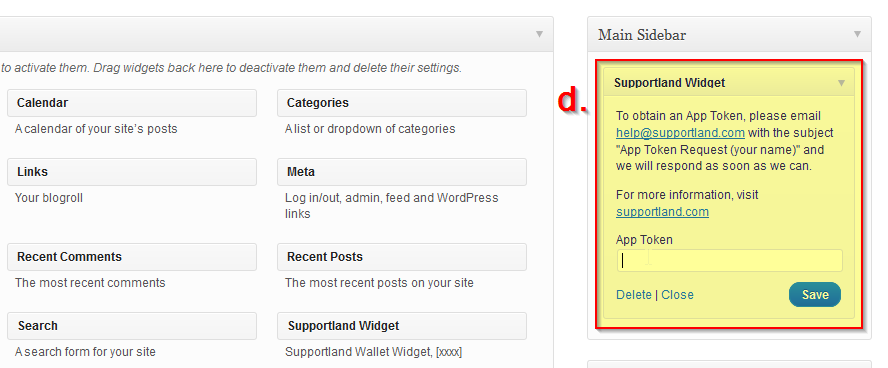 to activate them. Drag widgets back here to deactivate them and delete their settings.
Calendar
A calendar of your site's posts
Categories
A list or dropdown of categories
Links
Your blogroll
Meta
Log in/out, admin, feed and WordPress
links
Recent Comments
The most recent comments
Recent Posts
The most recent posts on your site
Search
A search form for your site
Supportland Widget
Supportland Wallet Widget, [xxxx]
Main Sidebar
d.
Supportland Widget
To obtain an App Token, please email
help@supportland.com with the subject
"App Token Request (your name)" and
we will respond as soon as we can.
For more information, visit
supportland.com
App Token
Delete | Close
Save